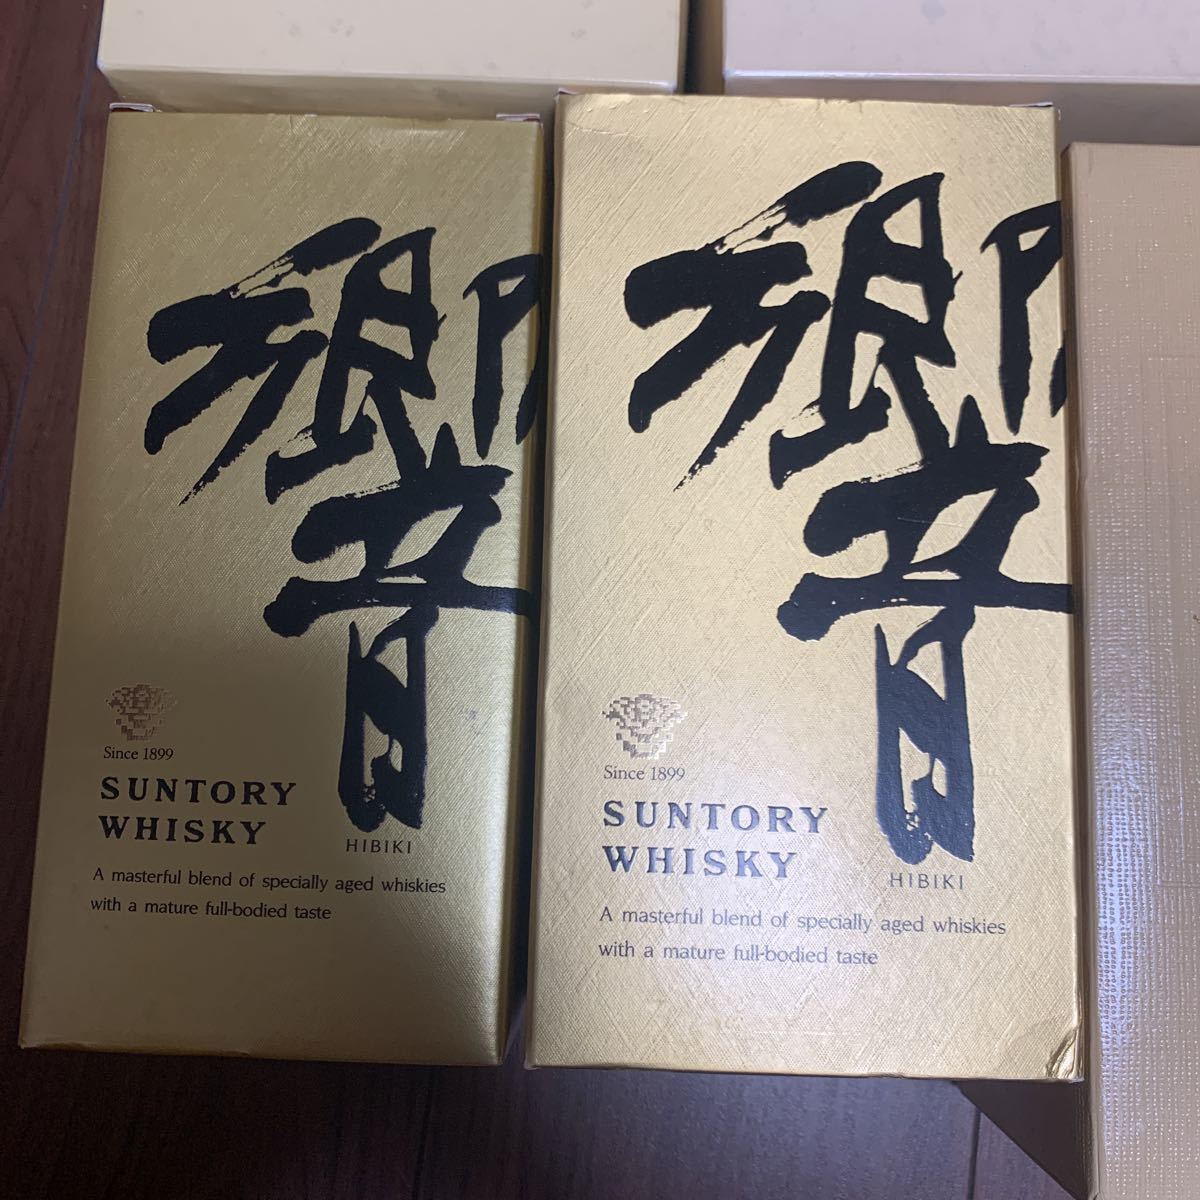 響
Since 1899
SUNTORY
WHISKY
HIBIKI
A masterful blend of specially aged whiskies
with a mature full-bodied taste
響
Since 1899
SUNTORY
WHISKY
HIBIKI
A masterful blend of specially aged whiskies
with a mature full-bodied taste